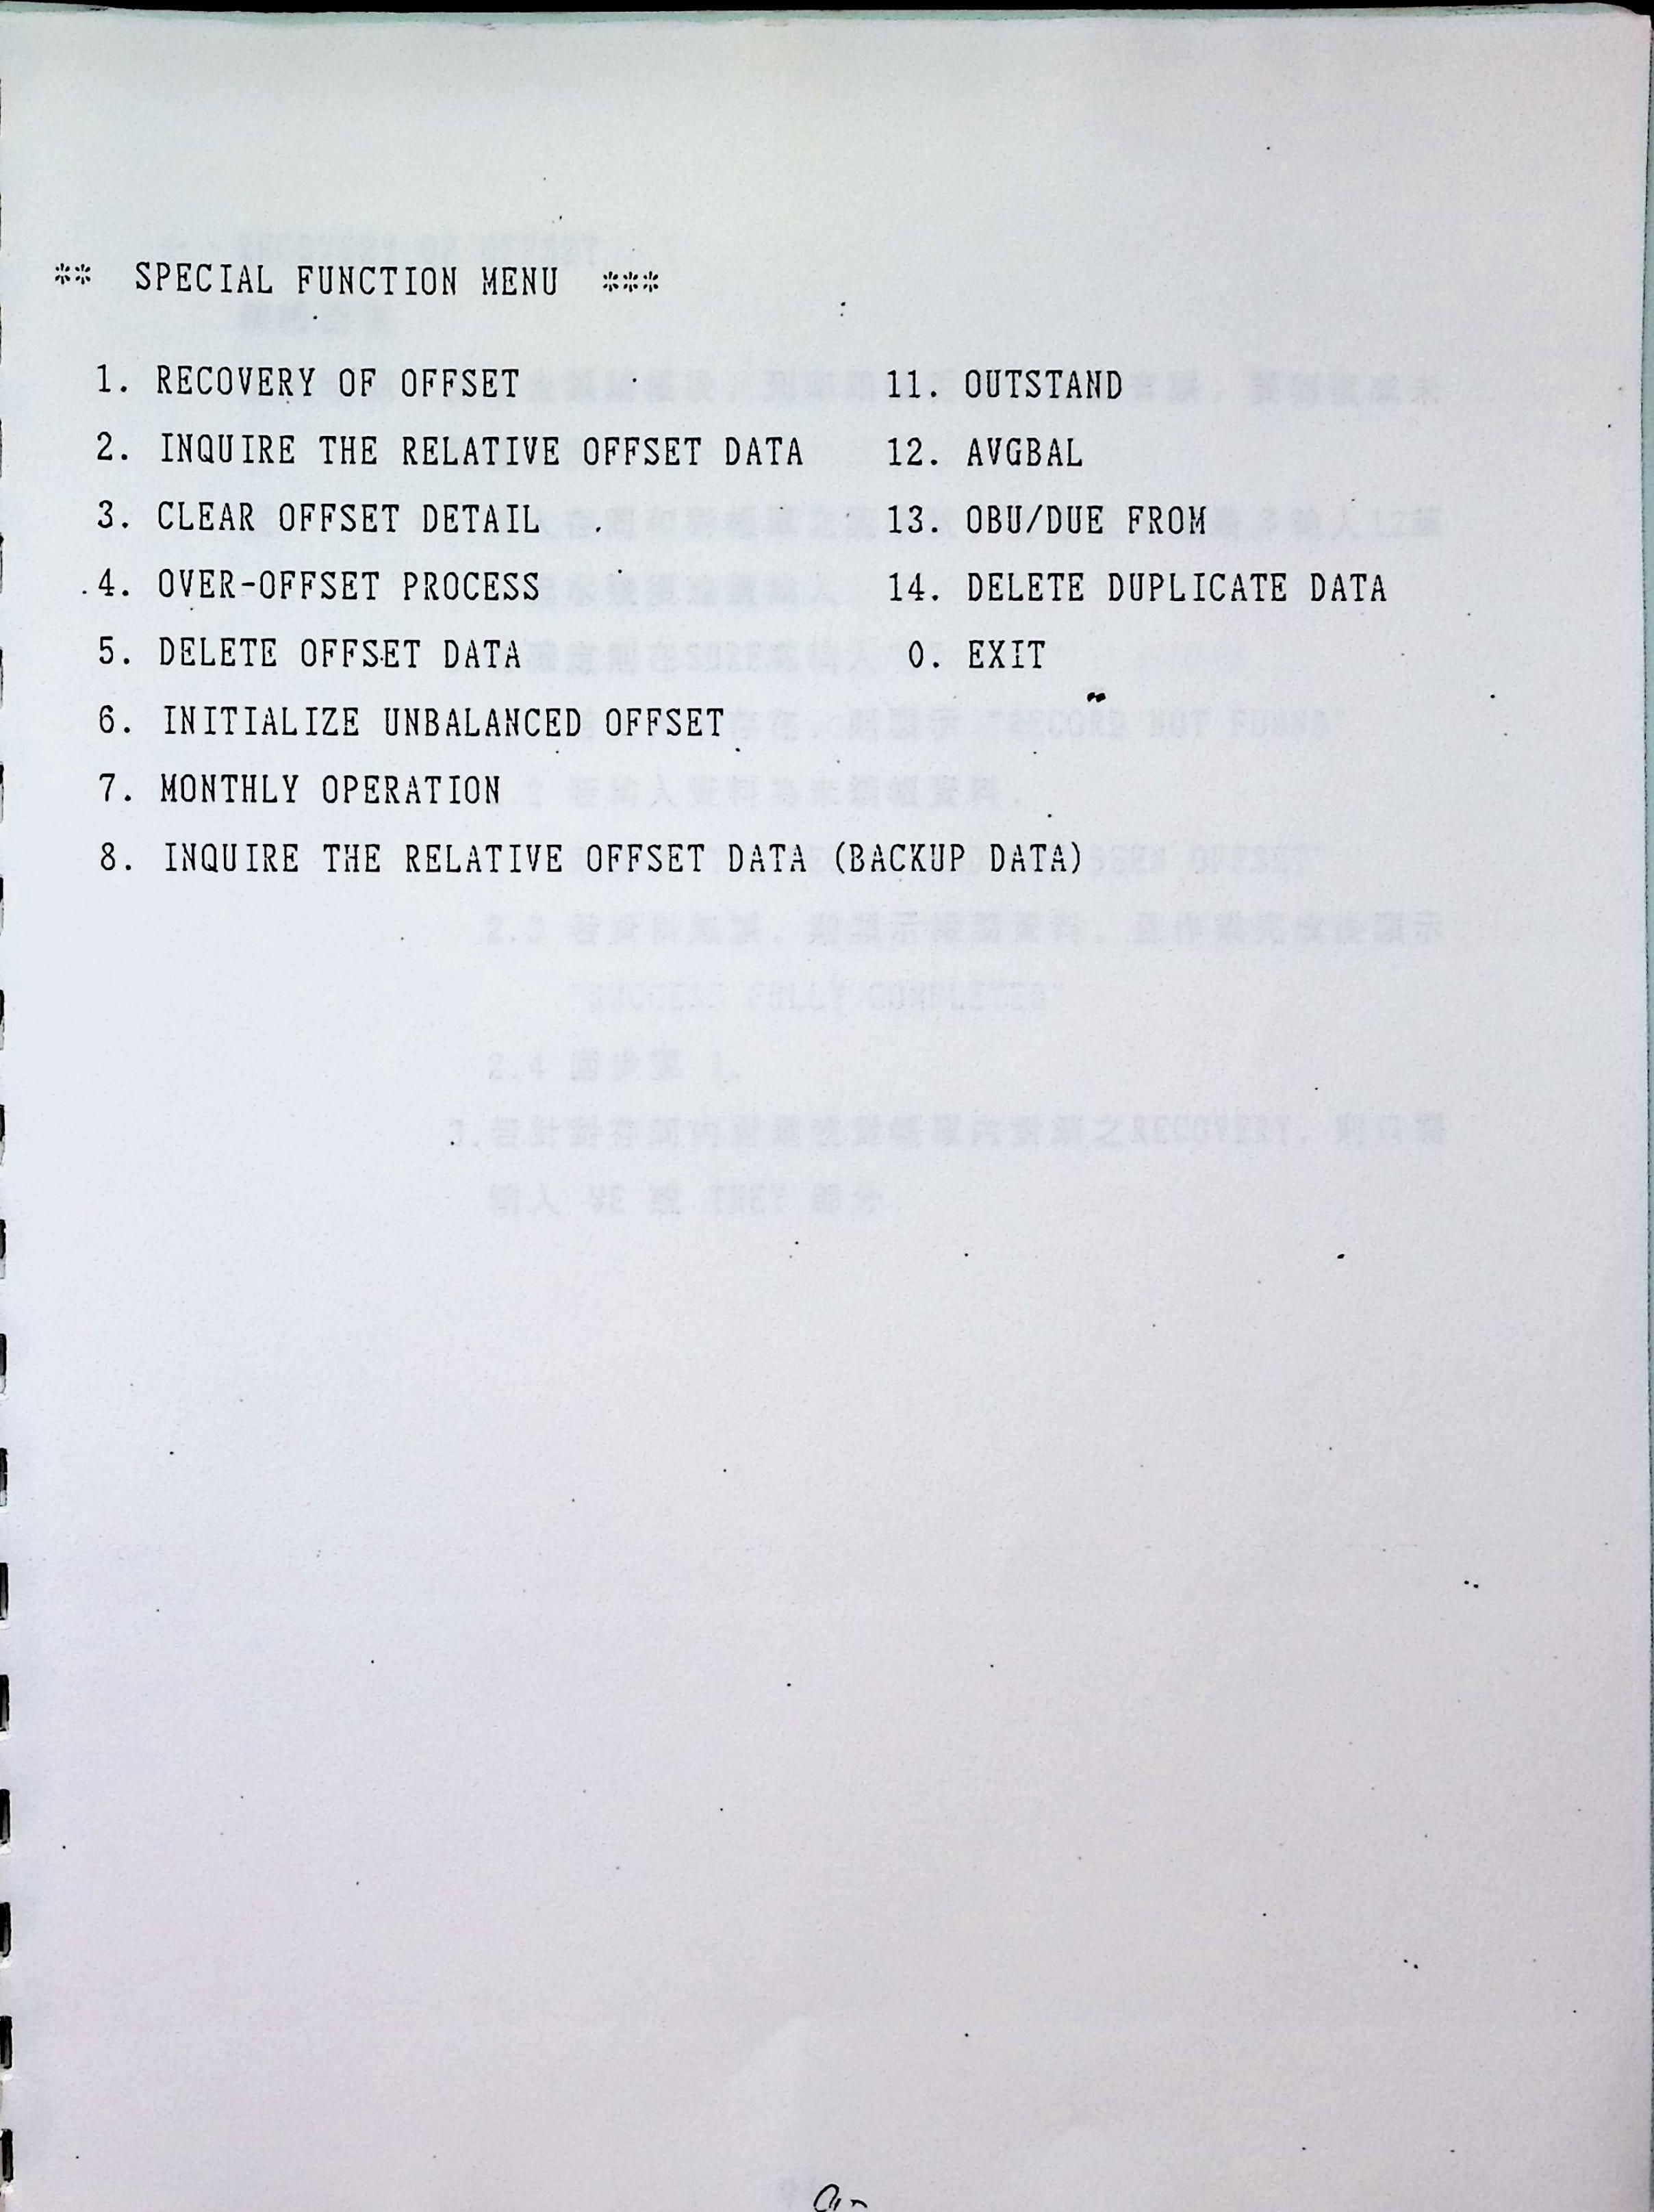 ** SPECIAL FUNCTION MENU ***
1. RECOVERY OF OFFSET 11. OUTSTAND
2. INQUIRE THE RELATIVE OFFSET DATA 12. AVGBAL
3. CLEAR OFFSET DETAIL 13. OBU/DUE FROM
4. OVER-OFFSET PROCESS 14. DELETE DUPLICATE DATA
5. DELETE OFFSET DATA 0. EXIT
6. INITIALIZE UNBALANCED OFFSET
7. MONTHLY OPERATION
8. INQUIRE THE RELATIVE OFFSET DATA (BACKUP DATA)